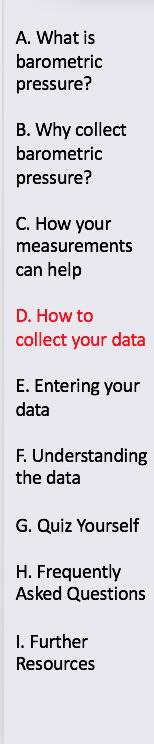 A. What is
barometric
pressure?
B. Why collect
barometric
pressure?
C. How your
measurements
can help
D. How to
collect your data
E. Entering your
data
F. Understanding
the data
G. Quiz Yourself
H. Frequently
Asked Questions
I. Further
Resources